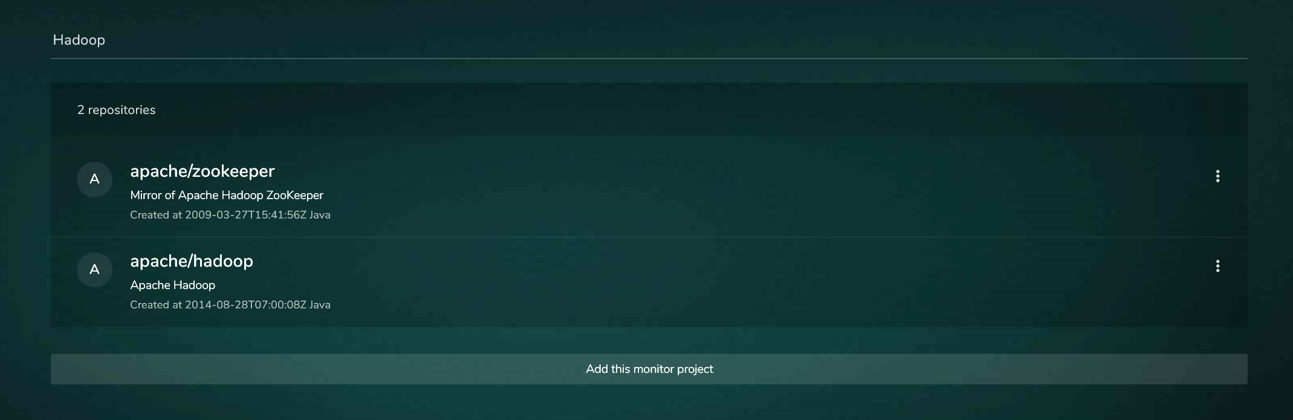 Hadoop
2 repositories
A
apache/zookeeper
Mirror of Apache Hadoop ZooKeeper
Created at 2009-03-27T15:41:56Z Java
A
apache/hadoop
Apache Hadoop
Created at 2014-08-28T07:00:08Z Java
Add this monitor project